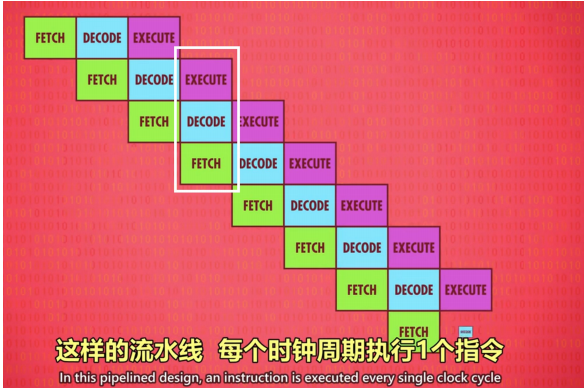 FETCH DECODE EXECUTE
FETCH DECODE EXECUTE
FETCH DECODE EXECUTE
FETCH DECODE EXECUTE
FETCH DECODE EXECUTE
FETCH DECODE EXECUTE
FETCH DECODE EXECUTE
FETCH
这样的流水线 每个时钟周期执行1个指令
In this pipelined design, an instruction is executed every single clock cycle